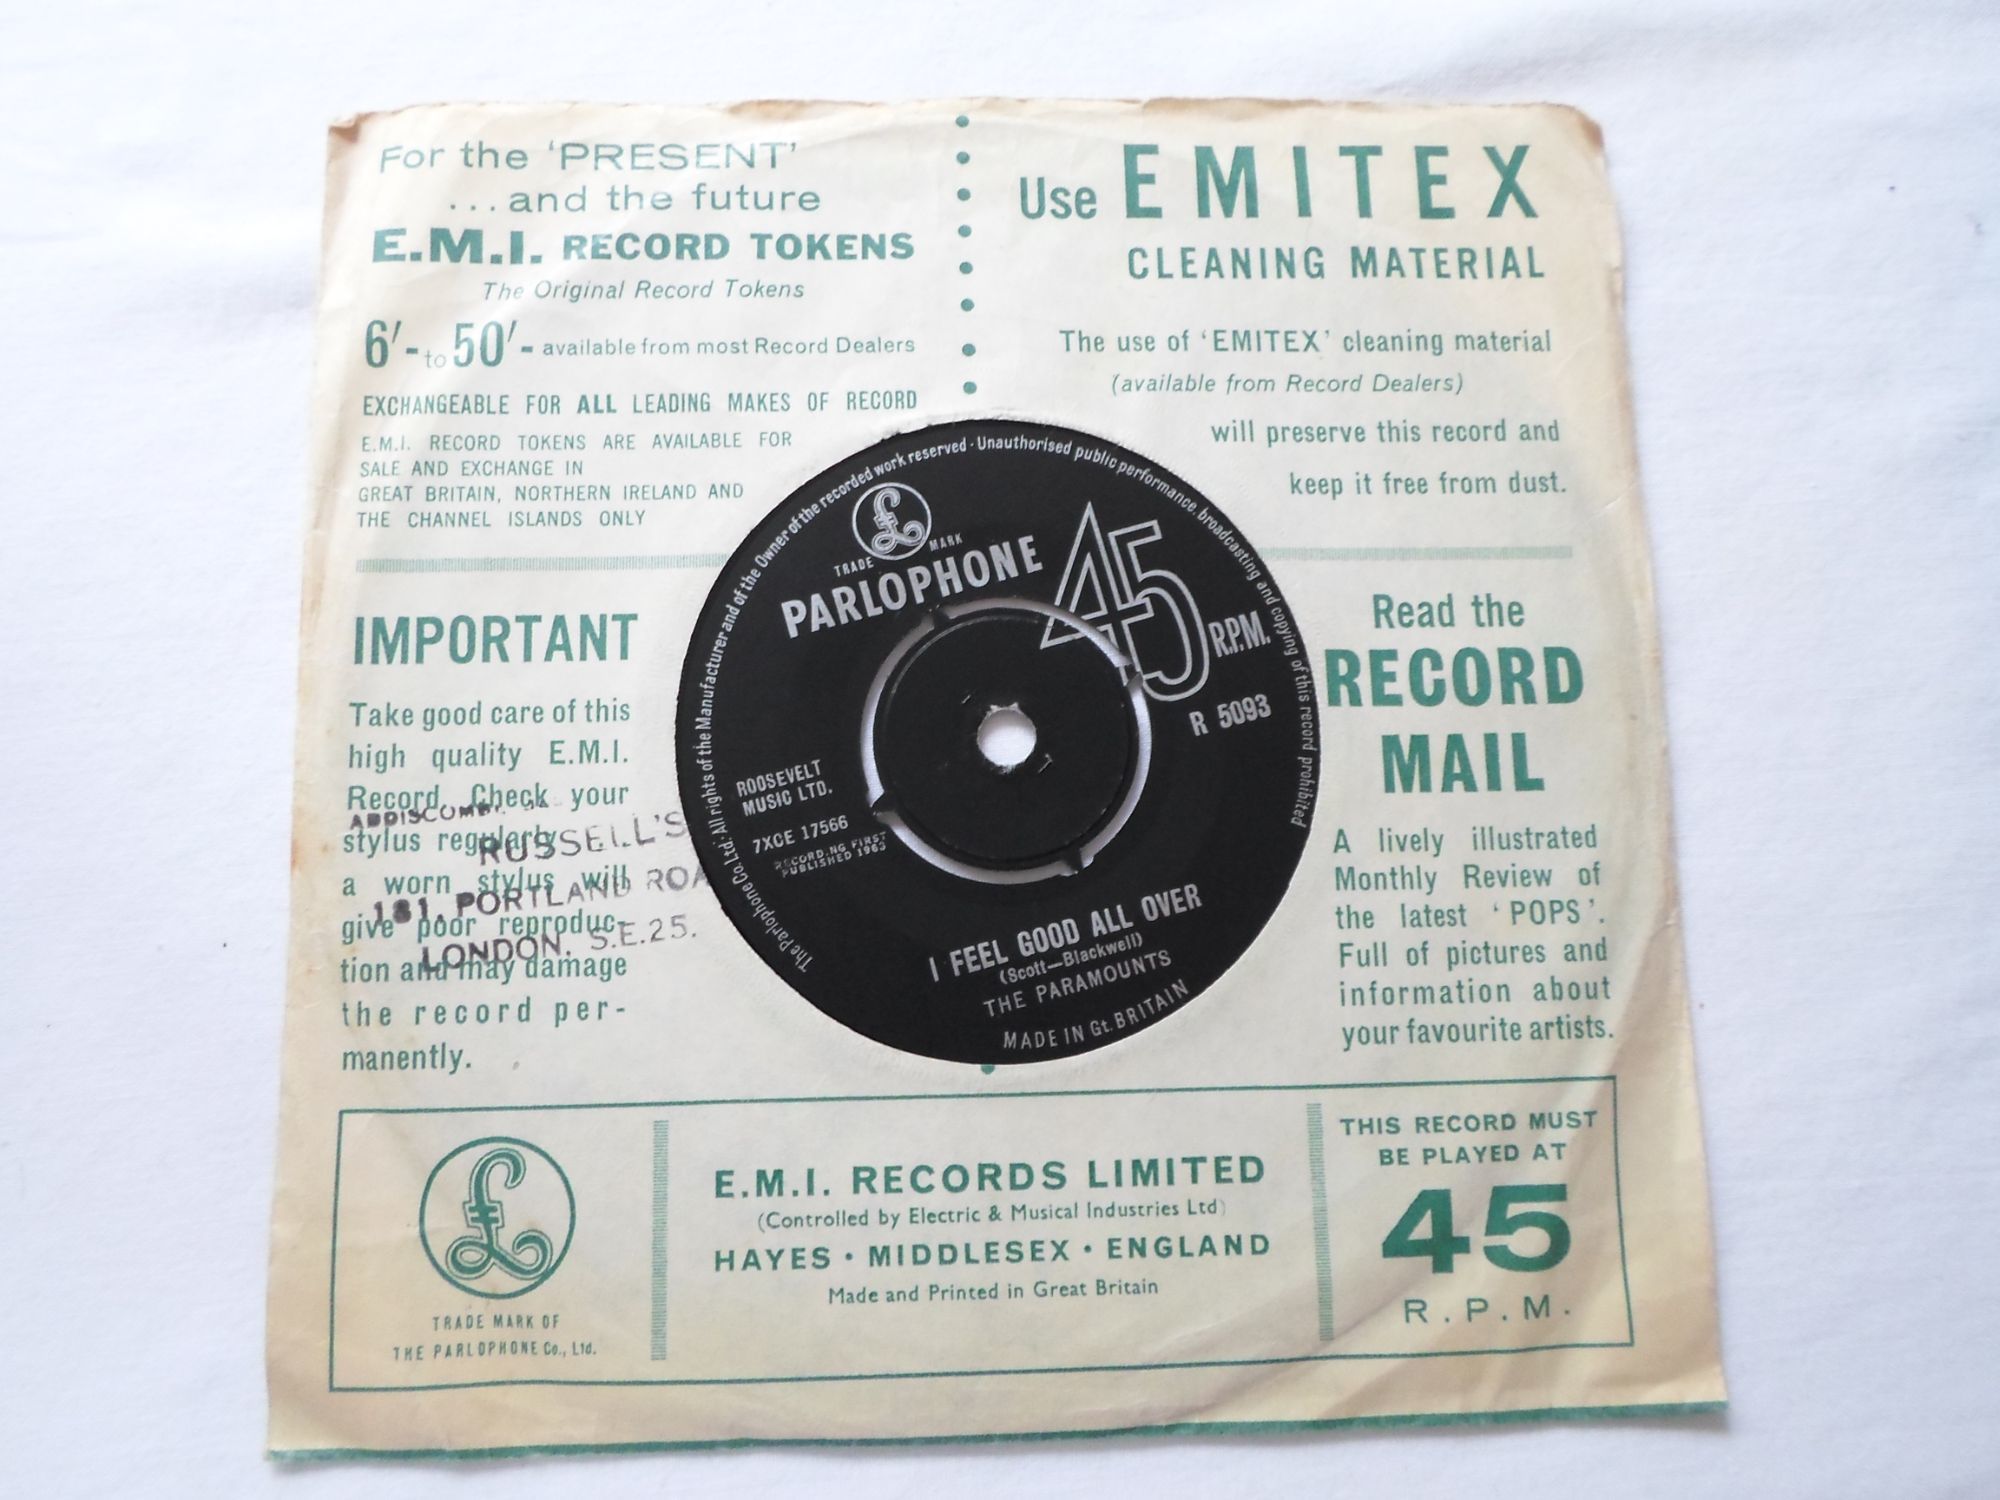 For the 'PRESENT'
...and the future
E.M.I. RECORD TOKENS
The Original Record Tokens
6/- to 50/- available from most Record Dealers
EXCHANGEABLE FOR ALL LEADING MAKES OF RECORD
E.M.I. RECORD TOKENS ARE AVAILABLE FOR
SALE AND EXCHANGE IN
GREAT BRITAIN, NORTHERN IRELAND AND
THE CHANNEL ISLANDS ONLY
Use EMITEX
CLEANING MATERIAL
The use of 'EMITEX' cleaning material
(available from Record Dealers)
will preserve this record and
keep it free from dust.
IMPORTANT
Take good care of this
high quality E.M.I.
Record. Check your
stylus regularly
a worn stylus will
give poor reproduc-
tion and may damage
the record per-
manently.
RUSSELL'S
181, PORTLAND ROA
LONDON, S.E.25.
The Parlophone Co. Ltd. All rights of the Manufacturer and of the Owner of the recorded work reserved · Unauthorised public performance, broadcasting and copying of this record prohibited
£
TRADE MARK
PARLOPHONE
45 R.P.M.
R 5093
ROOSEVELT
MUSIC LTD.
7XCE 17566
RECORDING FIRST
PUBLISHED 1963
I FEEL GOOD ALL OVER
(Scott—Blackwell)
THE PARAMOUNTS
MADE IN Gt. BRITAIN
Read the
RECORD
MAIL
A lively illustrated
Monthly Review of
the latest 'POPS'.
Full of pictures and
information about
your favourite artists.
£
TRADE MARK OF
THE PARLOPHONE Co., Ltd.
E.M.I. RECORDS LIMITED
(Controlled by Electric & Musical Industries Ltd)
HAYES · MIDDLESEX · ENGLAND
Made and Printed in Great Britain
THIS RECORD MUST
BE PLAYED AT
45
R.P.M.